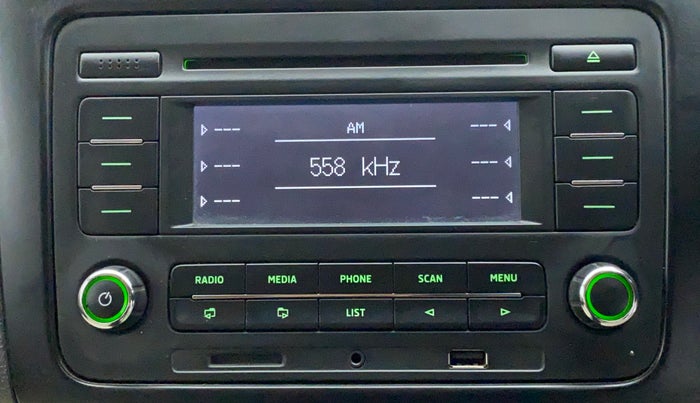 AM
558 kHz
RADIO MEDIA PHONE SCAN MENU
LIST